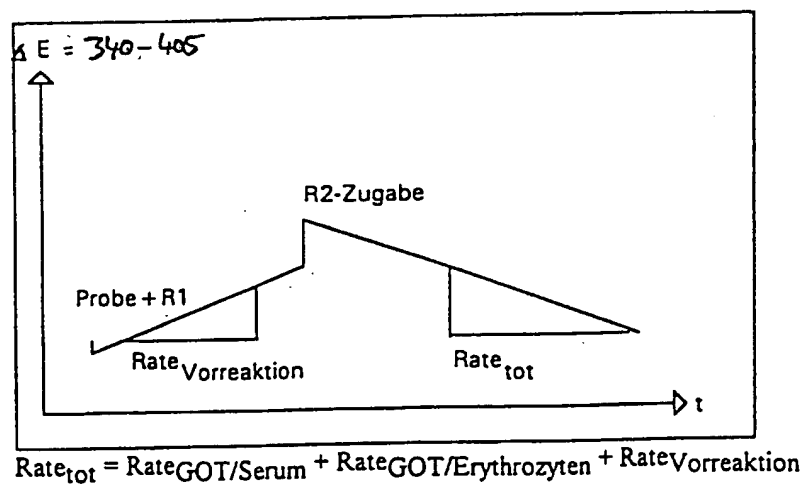 Δ E = 340-405
R2-Zugabe
Probe + R1
Rate Vorreaktion
Rate tot
t
Rate tot = Rate GOT/Serum + Rate GOT/Erythrozyten + Rate Vorreaktion